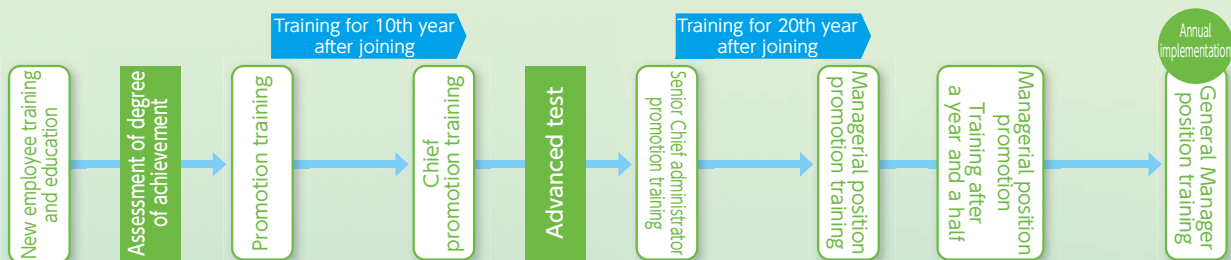 New employee training
and education
Assessment of degree
of achievement
Promotion training
Training for 10th year
after joining
Chief
promotion training
Advanced test
Senior Chief administrator
promotion training
Training for 20th year
after joining
Managerial position
promotion training
Managerial position
promotion
Training after
a year and a half
Annual
implementation
General Manager
position training